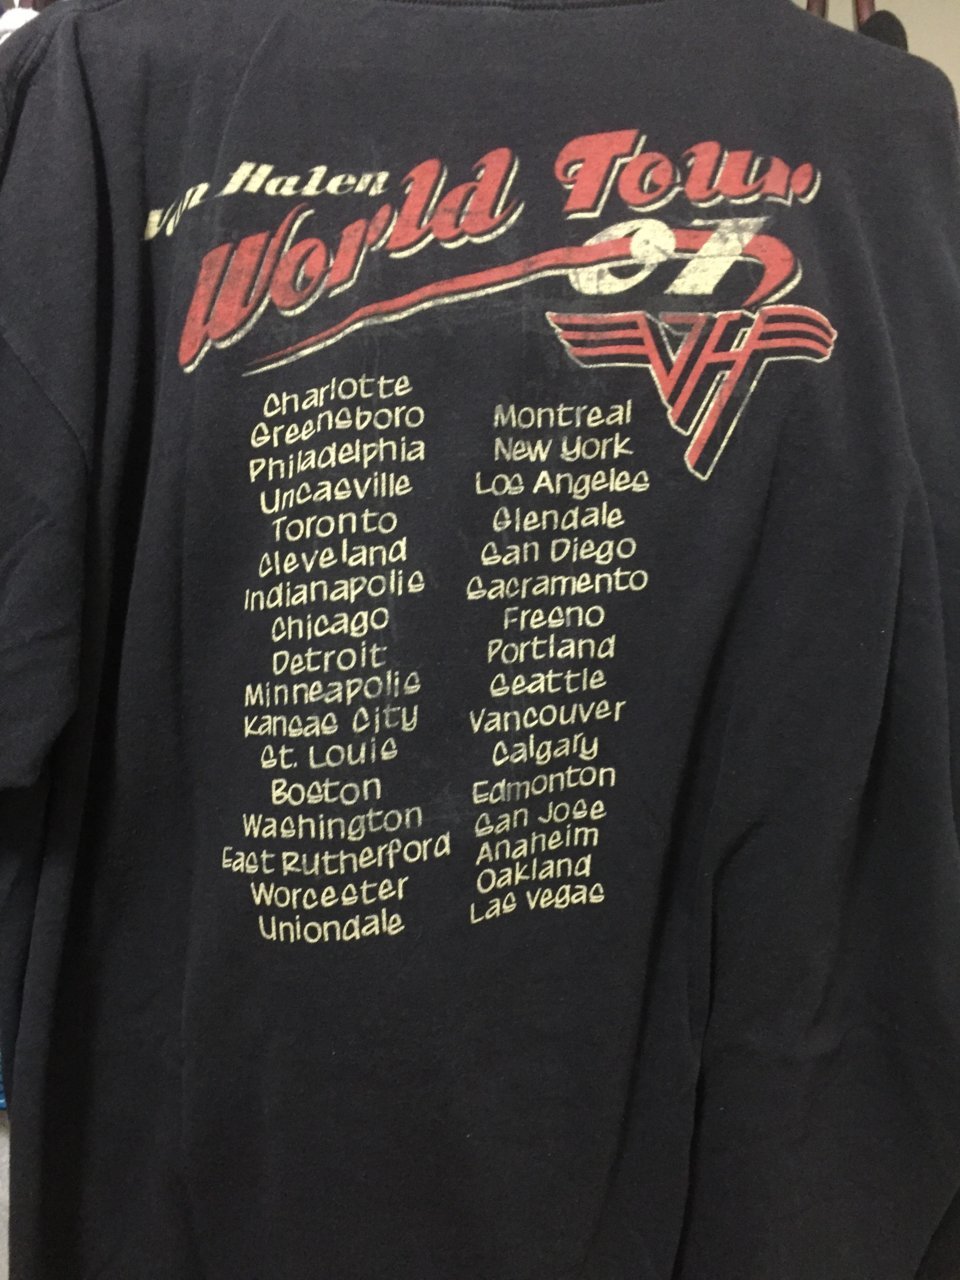 Van Halen
World Tour
07
VH
Charlotte
Greensboro
Philadelphia
Uncasville
Toronto
Cleveland
Indianapolis
Chicago
Detroit
Minneapolis
Kansas City
St. Louis
Boston
Washington
East Rutherford
Worcester
Uniondale
Montreal
New York
Los Angeles
Glendale
San Diego
Sacramento
Fresno
Portland
Seattle
Vancouver
Calgary
Edmonton
San Jose
Anaheim
Oakland
Las Vegas